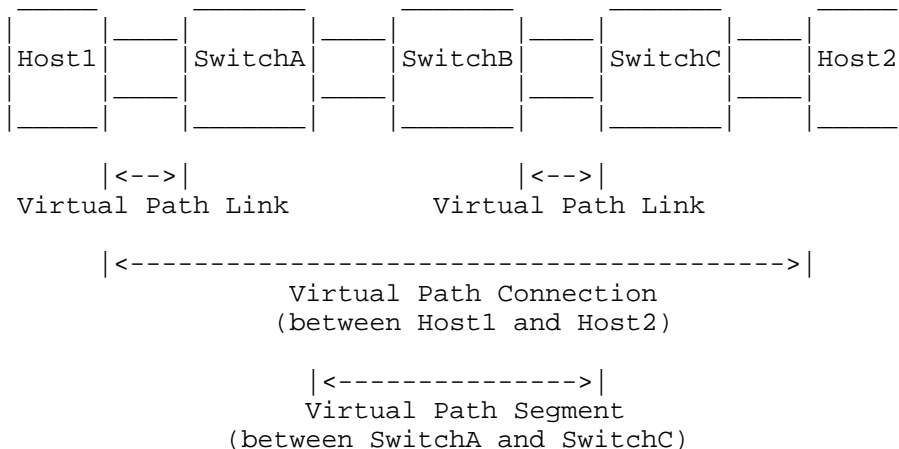 Host1 SwitchA SwitchB SwitchC Host2
|<-->| |<-->|
Virtual Path Link Virtual Path Link
|<----------------------------------------->|
Virtual Path Connection
(between Host1 and Host2)
|<--------------->|
Virtual Path Segment
(between SwitchA and SwitchC)